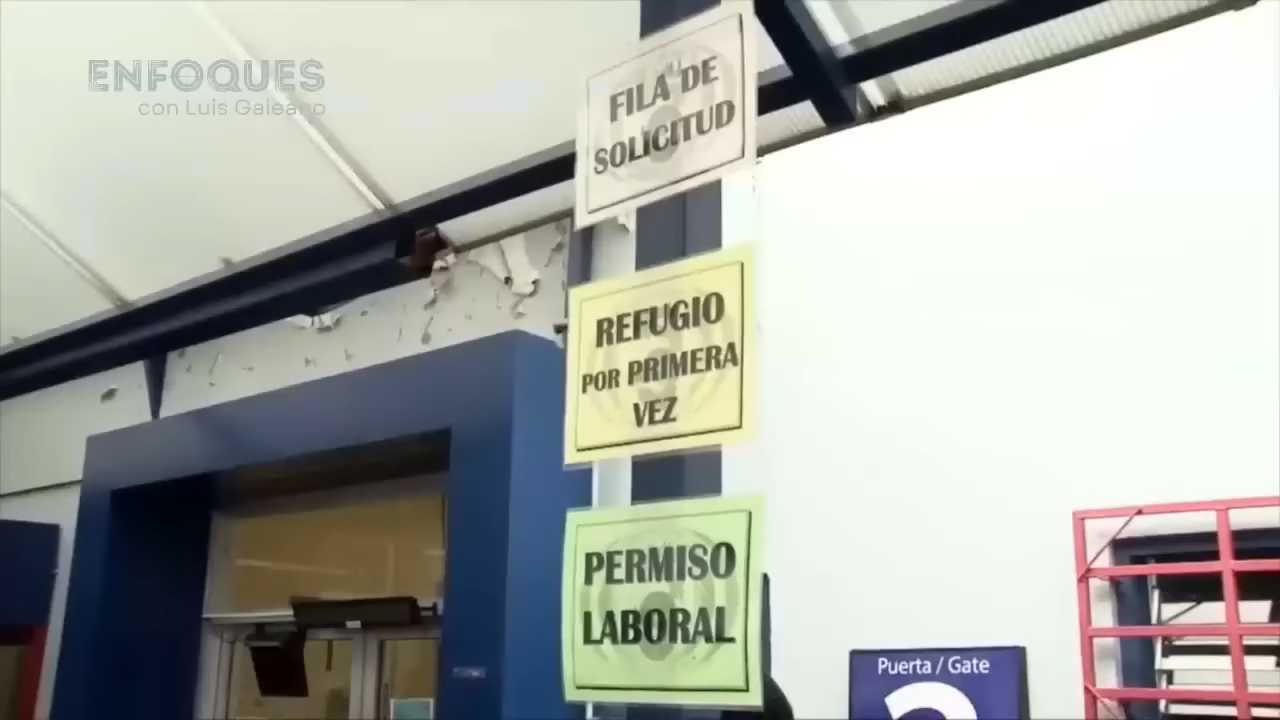 ENFOQUES
con Luis Galeano
FILA DE
SOLICITUD
REFUGIO
POR PRIMERA
VEZ
PERMISO
LABORAL
Puerta / Gate